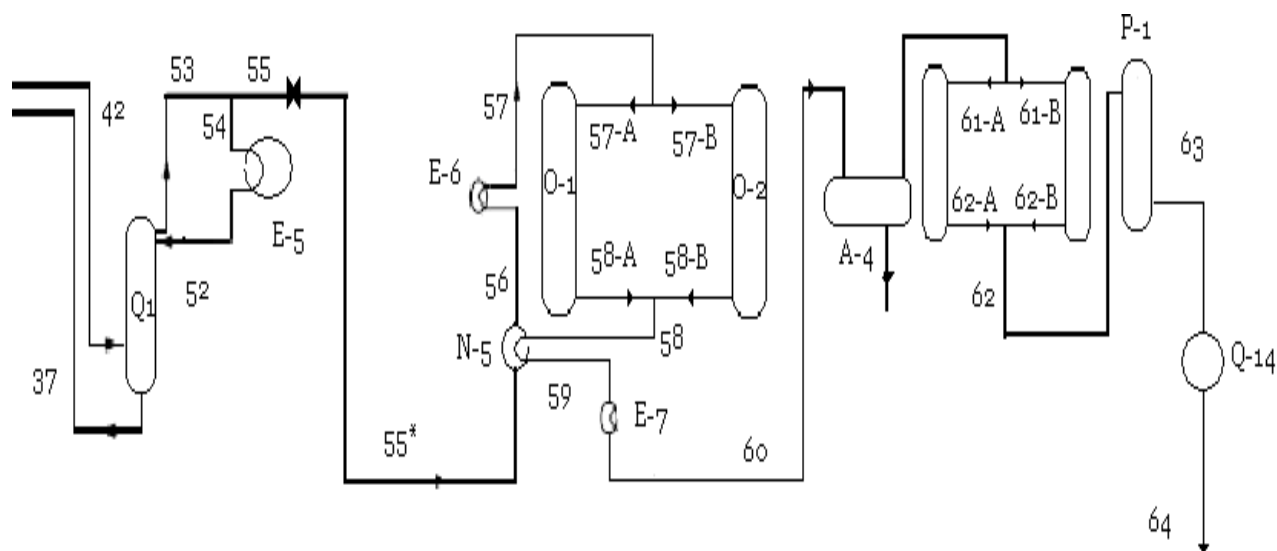 P-1
53
55
42
54
57
57-A
57-B
61-A
61-B
63
E-6
O-1
O-2
62-A
62-B
E-5
A-4
52
Q1
56
58-A
58-B
62
N-5
58
Q-14
37
59
E-7
55*
60
64